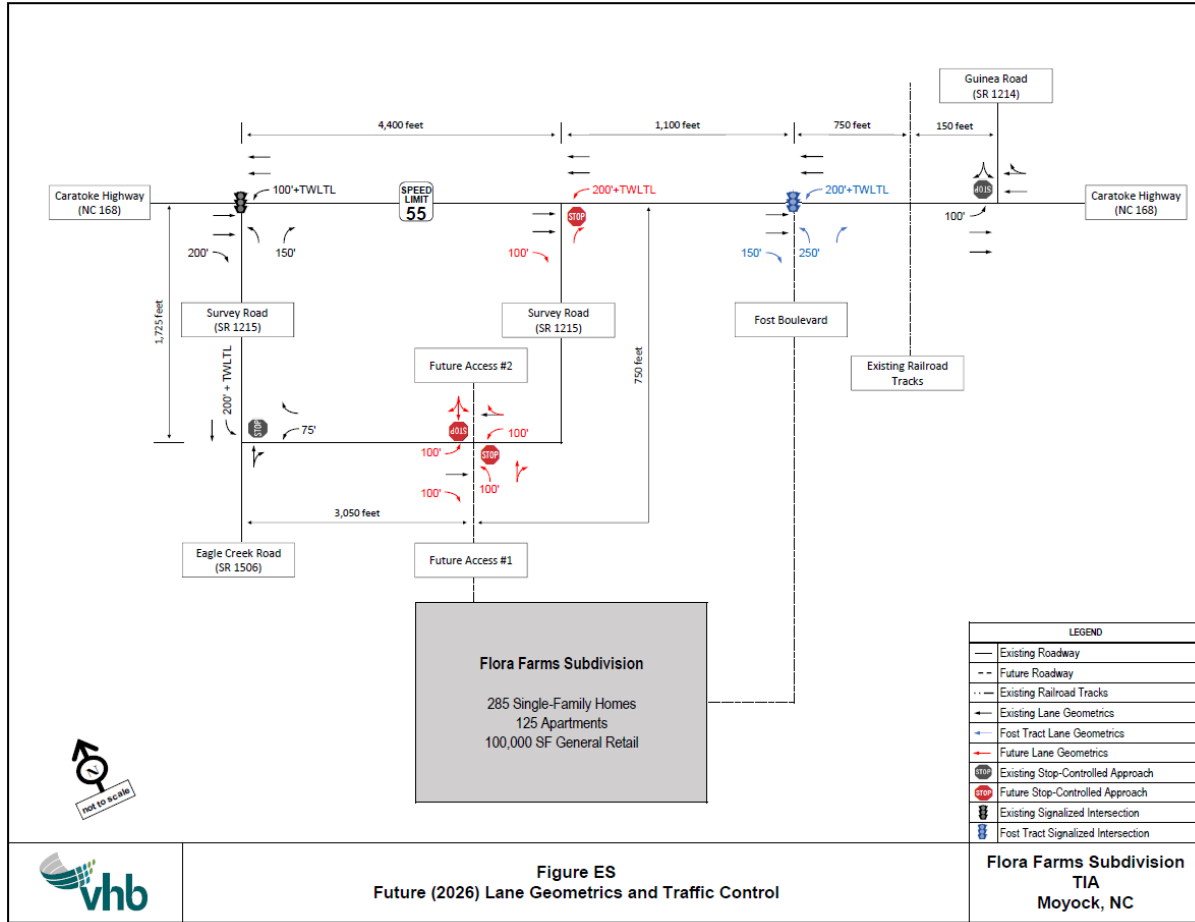 Guinea Road
(SR 1214)
4,400 feet
1,100 feet
750 feet
150 feet
Caratoke Highway
(NC 168)
100'+TWLTL
SPEED
LIMIT
55
200'+TWLTL
STOP
200'+TWLTL
STOP
Caratoke Highway
(NC 168)
100'
200'
150'
100'
150'
250'
1,725 feet
Survey Road
(SR 1215)
Survey Road
(SR 1215)
Fost Boulevard
750 feet
Existing Railroad
Tracks
200' + TWLTL
Future Access #2
STOP
75'
STOP
100'
100'
STOP
100'
100'
3,050 feet
Eagle Creek Road
(SR 1506)
Future Access #1
Flora Farms Subdivision
285 Single-Family Homes
125 Apartments
100,000 SF General Retail
N
not to scale
LEGEND
Existing Roadway
Future Roadway
Existing Railroad Tracks
Existing Lane Geometrics
Fost Tract Lane Geometrics
Future Lane Geometrics
STOP Existing Stop-Controlled Approach
STOP Future Stop-Controlled Approach
Existing Signalized Intersection
Fost Tract Signalized Intersection
vhb
Figure ES
Future (2026) Lane Geometrics and Traffic Control
Flora Farms Subdivision
TIA
Moyock, NC